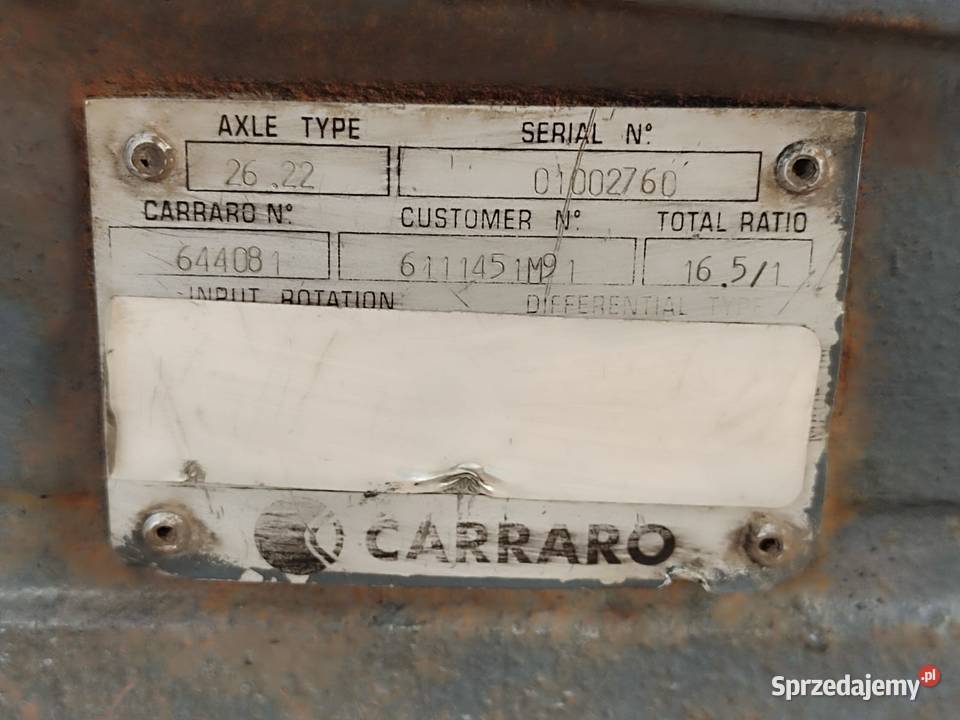 AXLE TYPE SERIAL N°
26.22 01002760
CARRARO N° CUSTOMER N° TOTAL RATIO
644081 6111451M91 16.5/1
INPUT ROTATION DIFFERENTIAL TYPE
CARRARO
Sprzedajemy.pl